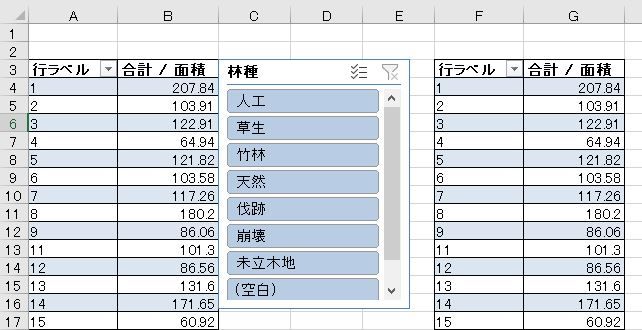 A B C D E F G
1
2
3 行ラベル 合計 / 面積 林種 行ラベル 合計 / 面積
4 1 207.84 人工 1 207.84
5 2 103.91 草生 2 103.91
6 3 122.91 竹林 3 122.91
7 4 64.94 天然 4 64.94
8 5 121.82 伐跡 5 121.82
9 6 103.58 崩壊 6 103.58
10 7 117.26 未立木地 7 117.26
11 8 180.2 (空白) 8 180.2
12 9 86.06 9 86.06
13 11 101.3 11 101.3
14 12 86.56 12 86.56
15 13 131.6 13 131.6
16 14 171.65 14 171.65
17 15 60.92 15 60.92